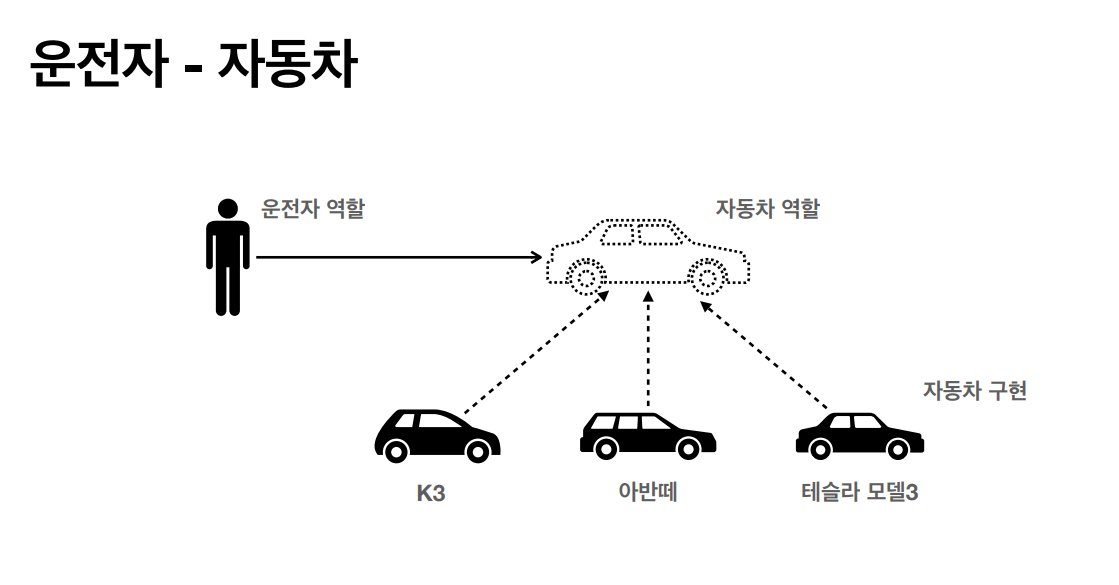 운전자 - 자동차
운전자 역할
자동차 역할
자동차 구현
K3
아반떼
테슬라 모델3